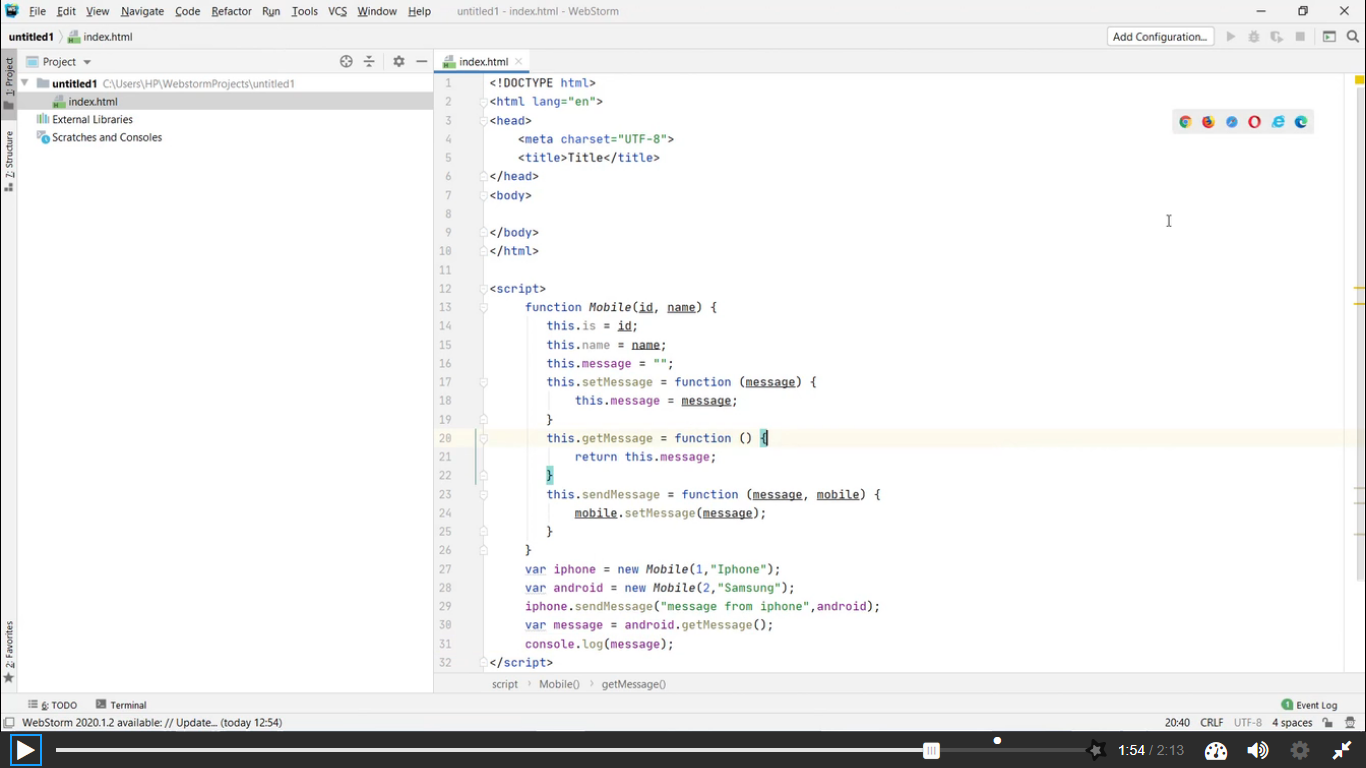 File Edit View Navigate Code Refactor Run Tools VCS Window Help untitled1 - index.html - WebStorm
untitled1 index.html Add Configuration...
1: Project
Project
untitled1 C:\Users\HP\WebstormProjects\untitled1
index.html
External Libraries
Scratches and Consoles
7: Structure
2: Favorites
index.html
1 <!DOCTYPE html>
2 <html lang="en">
3 <head>
4 <meta charset="UTF-8">
5 <title>Title</title>
6 </head>
7 <body>
8
9 </body>
10 </html>
11
12 <script>
13 function Mobile(id, name) {
14 this.is = id;
15 this.name = name;
16 this.message = "";
17 this.setMessage = function (message) {
18 this.message = message;
19 }
20 this.getMessage = function () {
21 return this.message;
22 }
23 this.sendMessage = function (message, mobile) {
24 mobile.setMessage(message);
25 }
26 }
27 var iphone = new Mobile(1,"Iphone");
28 var android = new Mobile(2,"Samsung");
29 iphone.sendMessage("message from iphone",android);
30 var message = android.getMessage();
31 console.log(message);
32 </script>
script Mobile() getMessage()
6: TODO Terminal Event Log
WebStorm 2020.1.2 available: // Update... (today 12:54) 20:40 CRLF UTF-8 4 spaces
1:54 / 2:13